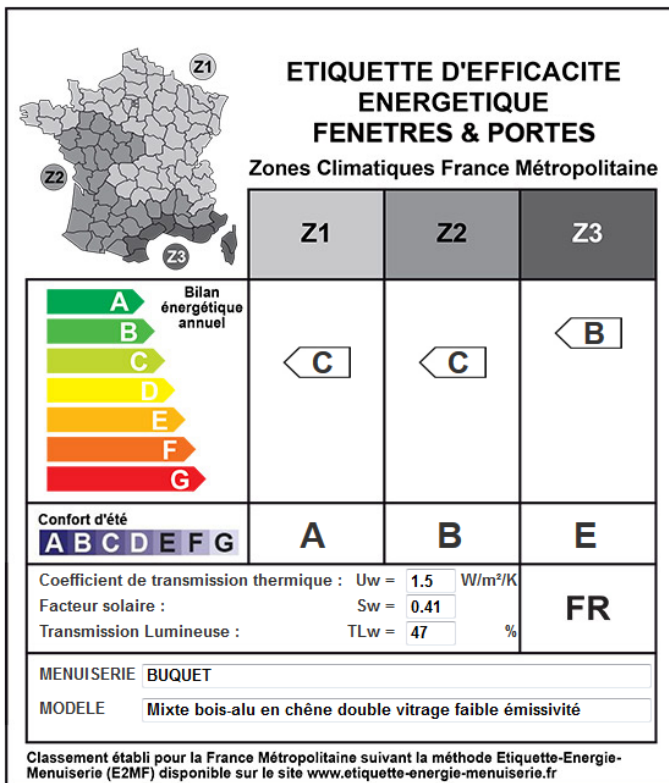 Z1
Z2
Z3
ETIQUETTE D'EFFICACITE
ENERGETIQUE
FENETRES & PORTES
Zones Climatiques France Métropolitaine
Z1 Z2 Z3
Bilan
énergétique
annuel
A
B
C
D
E
F
G
C C B
Confort d'été
A B C D E F G
A B E
Coefficient de transmission thermique : Uw = 1.5 W/m²/K
Facteur solaire : Sw = 0.41
Transmission Lumineuse : TLw = 47 %
FR
MENUISERIE BUQUET
MODELE Mixte bois-alu en chêne double vitrage faible émissivité
Classement établi pour la France Métropolitaine suivant la méthode Etiquette-Energie-
Menuiserie (E2MF) disponible sur le site www.etiquette-energie-menuiserie.fr